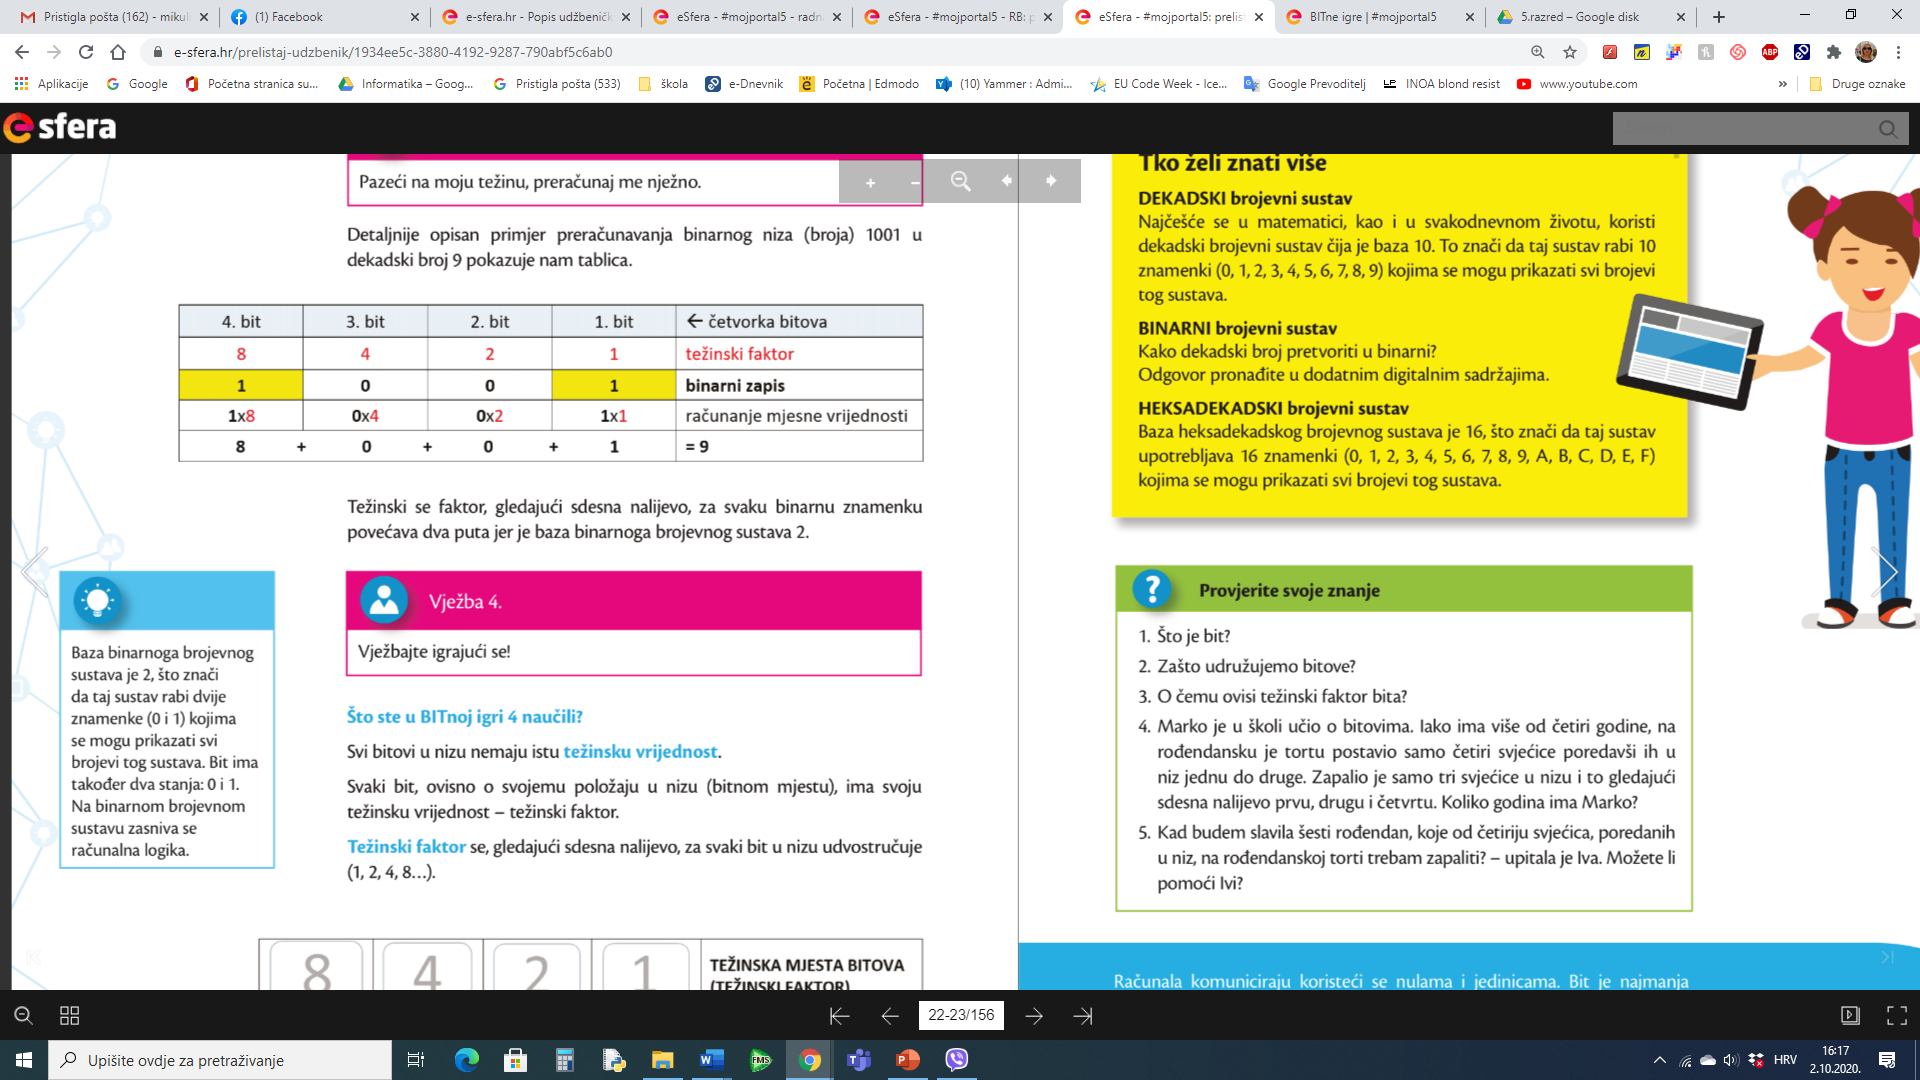 Pristigla pošta (162) - mikul
(1) Facebook
e-sfera.hr - Popis udžbeničk
eSfera - #mojportal5 - radna
eSfera - #mojportal5 - RB: p
eSfera - #mojportal5: prelist
BITne igre | #mojportal5
5.razred – Google disk
e-sfera.hr/prelistaj-udzbenik/1934ee5c-3880-4192-9287-790abf5c6ab0
Aplikacije
Google
Početna stranica su...
Informatika – Goog...
Pristigla pošta (533)
škola
e-Dnevnik
Početna | Edmodo
(10) Yammer : Admi...
EU Code Week - Ice...
Google Prevoditelj
INOA blond resist
www.youtube.com
»
Druge oznake
sfera
Pazeći na moju težinu, preračunaj me nježno.
Detaljnije opisan primjer preračunavanja binarnog niza (broja) 1001 u
dekadski broj 9 pokazuje nam tablica.
4. bit 3. bit 2. bit 1. bit ← četvorka bitova
8 4 2 1 težinski faktor
1 0 0 1 binarni zapis
1x8 0x4 0x2 1x1 računanje mjesne vrijednosti
8 + 0 + 0 + 1 = 9
Težinski se faktor, gledajući sdesna nalijevo, za svaku binarnu znamenku
povećava dva puta jer je baza binarnoga brojevnog sustava 2.
Baza binarnoga brojevnog
sustava je 2, što znači
da taj sustav rabi dvije
znamenke (0 i 1) kojima
se mogu prikazati svi
brojevi tog sustava. Bit ima
također dva stanja: 0 i 1.
Na binarnom brojevnom
sustavu zasniva se
računalna logika.
Vježba 4.
Vježbajte igrajući se!
Što ste u BITnoj igri 4 naučili?
Svi bitovi u nizu nemaju istu težinsku vrijednost.
Svaki bit, ovisno o svojemu položaju u nizu (bitnom mjestu), ima svoju
težinsku vrijednost – težinski faktor.
Težinski faktor se, gledajući sdesna nalijevo, za svaki bit u nizu udvostručuje
(1, 2, 4, 8...).
8 4 2 1 TEŽINSKA MJESTA BITOVA
(TEŽINSKI FAKTOR)
Tko želi znati više
DEKADSKI brojevni sustav
Najčešće se u matematici, kao i u svakodnevnom životu, koristi
dekadski brojevni sustav čija je baza 10. To znači da taj sustav rabi 10
znamenki (0, 1, 2, 3, 4, 5, 6, 7, 8, 9) kojima se mogu prikazati svi brojevi
tog sustava.
BINARNI brojevni sustav
Kako dekadski broj pretvoriti u binarni?
Odgovor pronađite u dodatnim digitalnim sadržajima.
HEKSADEKADSKI brojevni sustav
Baza heksadekadskog brojevnog sustava je 16, što znači da taj sustav
upotrebljava 16 znamenki (0, 1, 2, 3, 4, 5, 6, 7, 8, 9, A, B, C, D, E, F)
kojima se mogu prikazati svi brojevi tog sustava.
Provjerite svoje znanje
1. Što je bit?
2. Zašto udružujemo bitove?
3. O čemu ovisi težinski faktor bita?
4. Marko je u školi učio o bitovima. Iako ima više od četiri godine, na
rođendansku je tortu postavio samo četiri svjećice poredavši ih u
niz jednu do druge. Zapalio je samo tri svjećice u nizu i to gledajući
sdesna nalijevo prvu, drugu i četvrtu. Koliko godina ima Marko?
5. Kad budem slavila šesti rođendan, koje od četiriju svjećica, poredanih
u niz, na rođendanskoj torti trebam zapaliti? – upitala je Iva. Možete li
pomoći Ivi?
Računala komuniciraju koristeći se nulama i jedinicama. Bit je najmanja
22-23/156
Upišite ovdje za pretraživanje
HRV
16:17
2.10.2020.